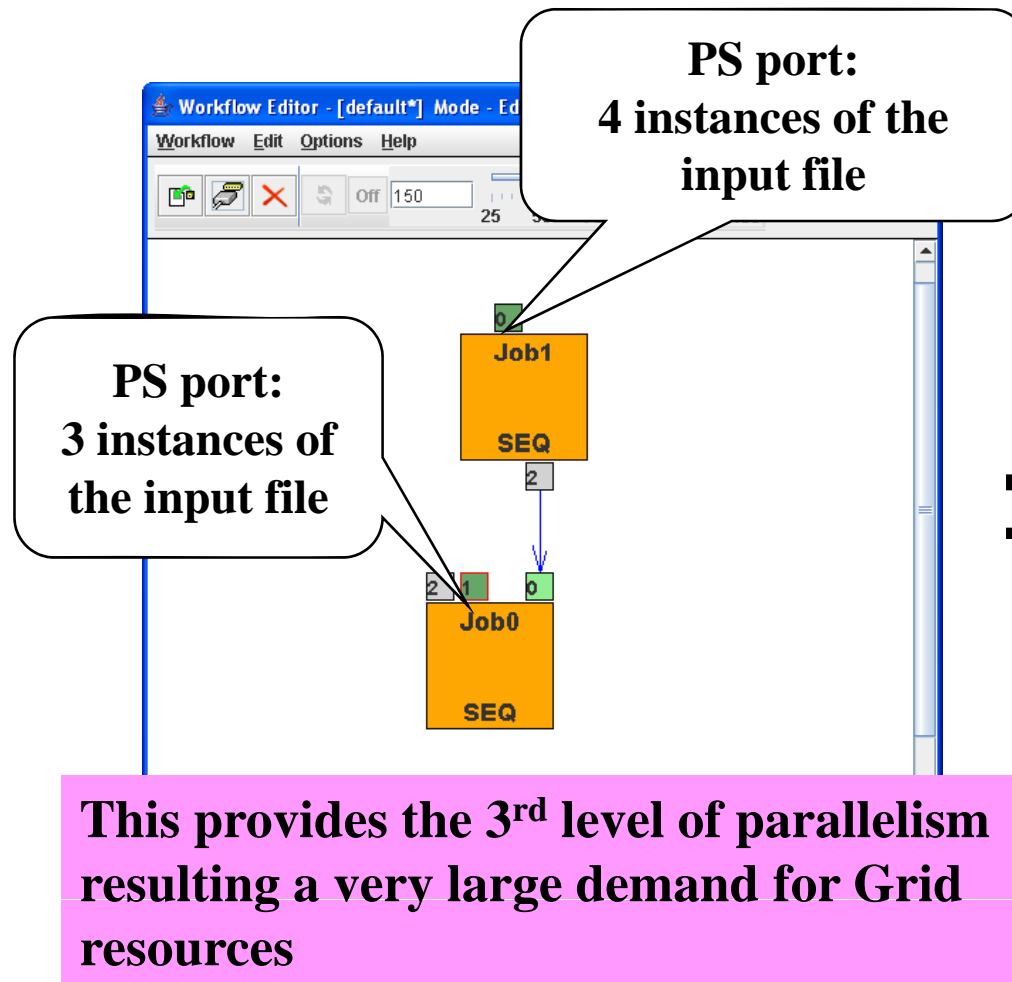 PS port:
4 instances of the
input file
Workflow Editor - [default*] Mode - Ed
Workflow Edit Options Help
Off 150
25
PS port:
3 instances of
the input file
0
Job1
SEQ
2
2 1 0
Job0
SEQ
This provides the 3rd level of parallelism
resulting a very large demand for Grid
resources